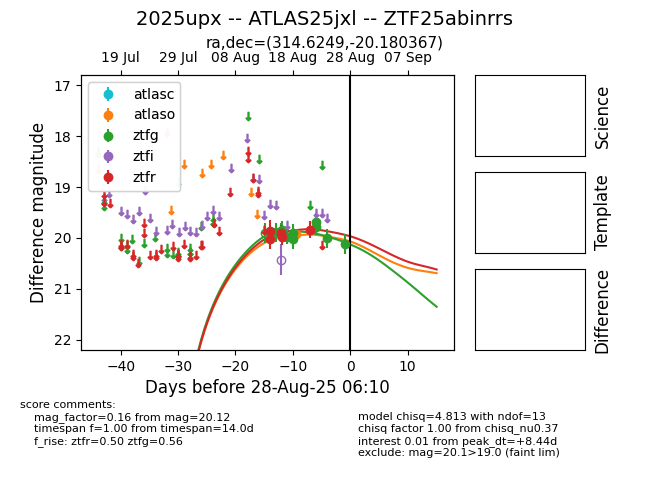 2025upx -- ATLAS25jxl -- ZTF25abinrrs
ra,dec=(314.6249,-20.180367)
19 Jul 29 Jul 08 Aug 18 Aug 28 Aug 07 Sep
atlasc
atlaso
ztfg
ztfi
ztfr
17
18
19
20
21
22
Difference magnitude
−40 −30 −20 −10 0 10
Days before 28-Aug-25 06:10
Science
Template
Difference
score comments:
mag_factor=0.16 from mag=20.12
timespan f=1.00 from timespan=14.0d
f_rise: ztfr=0.50 ztfg=0.56
model chisq=4.813 with ndof=13
chisq factor 1.00 from chisq_nu0.37
interest 0.01 from peak_dt=+8.44d
exclude: mag=20.1>19.0 (faint lim)